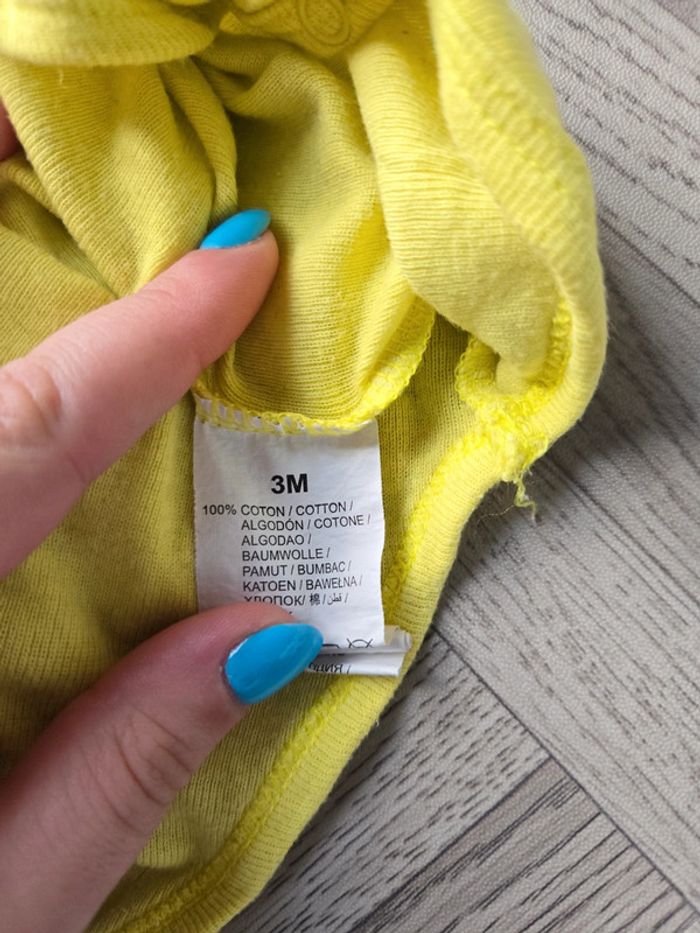 3M
100% COTON / COTTON /
ALGODÓN / COTONE /
ALGODAO /
BAUMWOLLE /
PAMUT / BUMBAC /
KATOEN / BAWEŁNA /
ХЛОПОК/ 棉 / قطن /